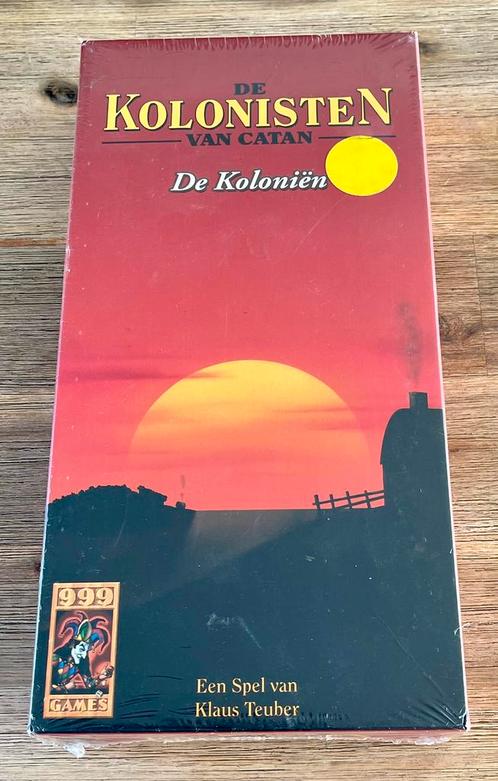 DE
KOLONISTEN
VAN CATAN
De Koloniën
999
GAMES
Een Spel van
Klaus Teuber